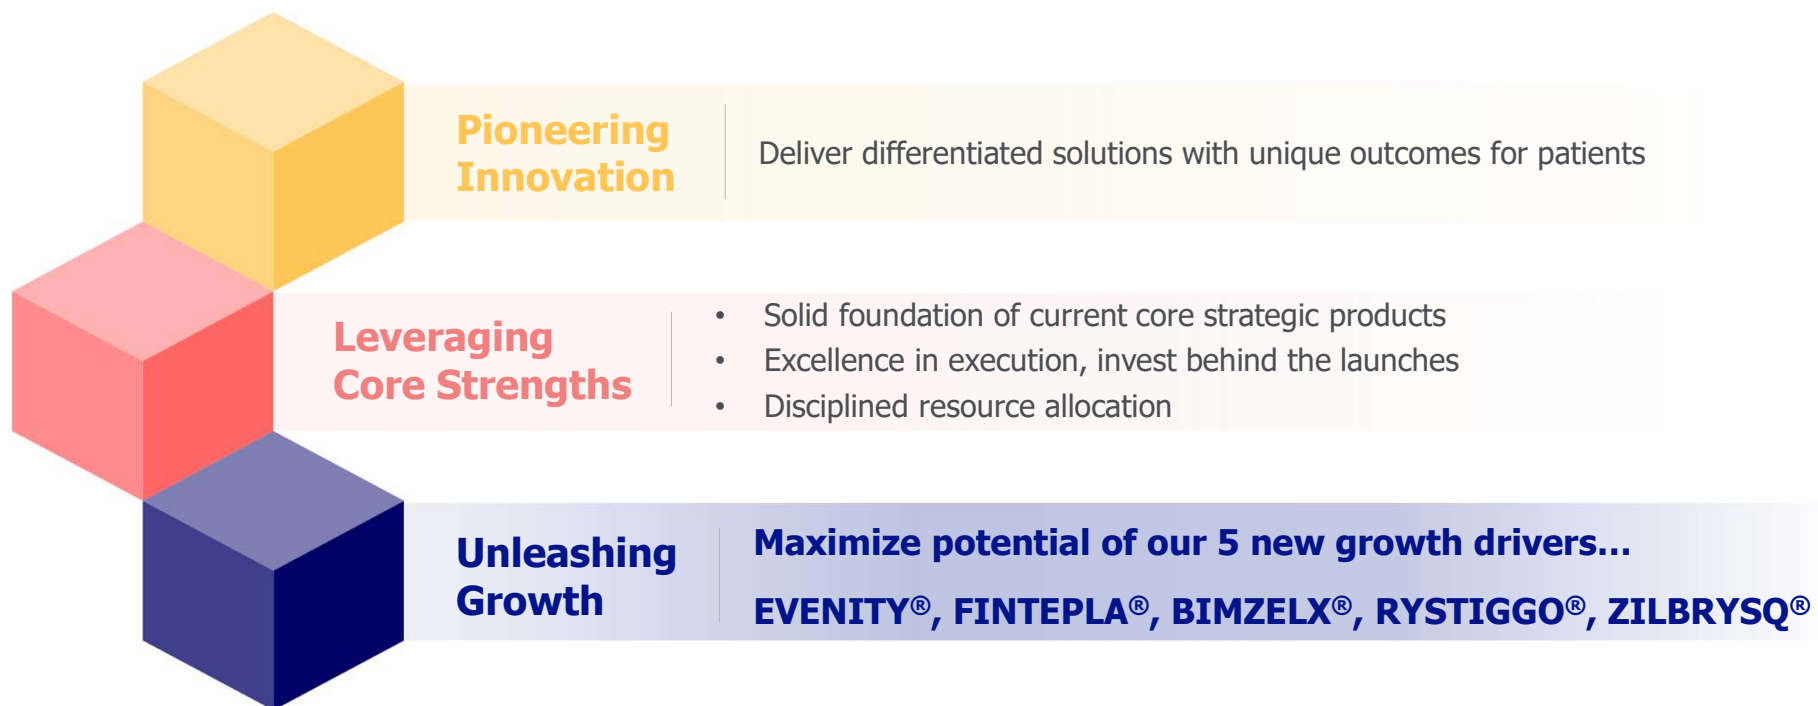 Pioneering
Innovation
Deliver differentiated solutions with unique outcomes for patients
Leveraging
Core Strengths
• Solid foundation of current core strategic products
• Excellence in execution, invest behind the launches
• Disciplined resource allocation
Unleashing
Growth
Maximize potential of our 5 new growth drivers…
EVENITY®, FINTEPLA®, BIMZELX®, RYSTIGGO®, ZILBRYSQ®